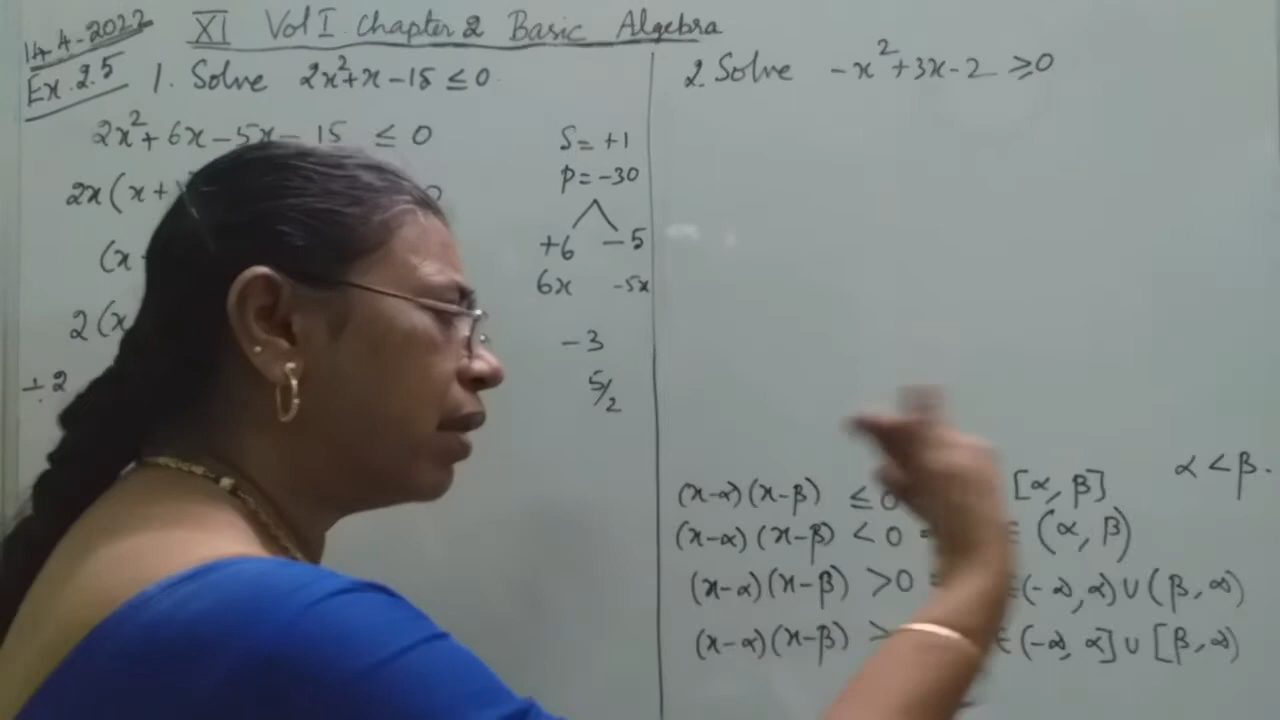 14-4-2022
XI Vol I Chapter 2 Basic Algebra
Ex. 2.5
1. Solve 2x²+x-15 ≤ 0
2x²+6x-5x-15 ≤ 0
2x(x+
(x
2(x
÷2
S= +1
P= -30
+6 -5
6x -5x
-3
5/2
2. Solve -x²+3x-2 ≥0
α<β.
(x-α)(x-β) ≤0 [α, β]
(x-α)(x-β) <0 ∈ (α, β)
(x-α)(x-β) >0 ∈(-∞, α)∪(β, ∞)
(x-α)(x-β) ∈(-∞, α]∪[β, ∞)